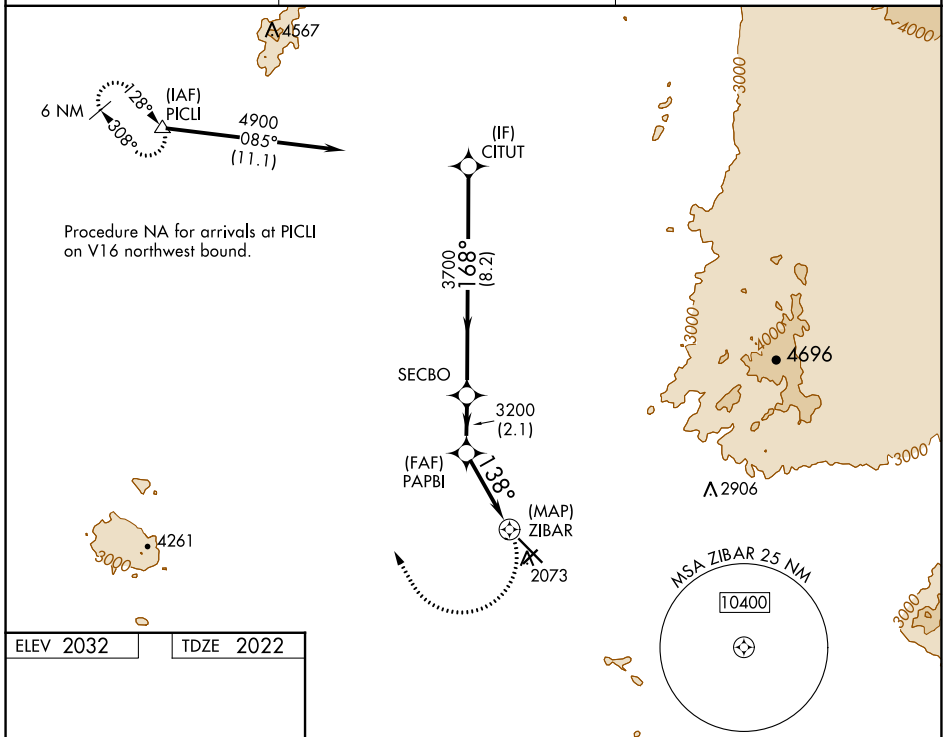 4567
4000
3000
(IAF)
PICLI
128°
6 NM
308°
4900
085°
(11.1)
(IF)
CITUT
Procedure NA for arrivals at PICLI
on V16 northwest bound.
3700
168°
(8.2)
3000
4000
4696
SECBO
3200
(2.1)
(FAF)
PAPBI
138°
3000
2906
(MAP)
ZIBAR
4261
3000
2073
MSA ZIBAR 25 NM
10400
3000
ELEV 2032
TDZE 2022